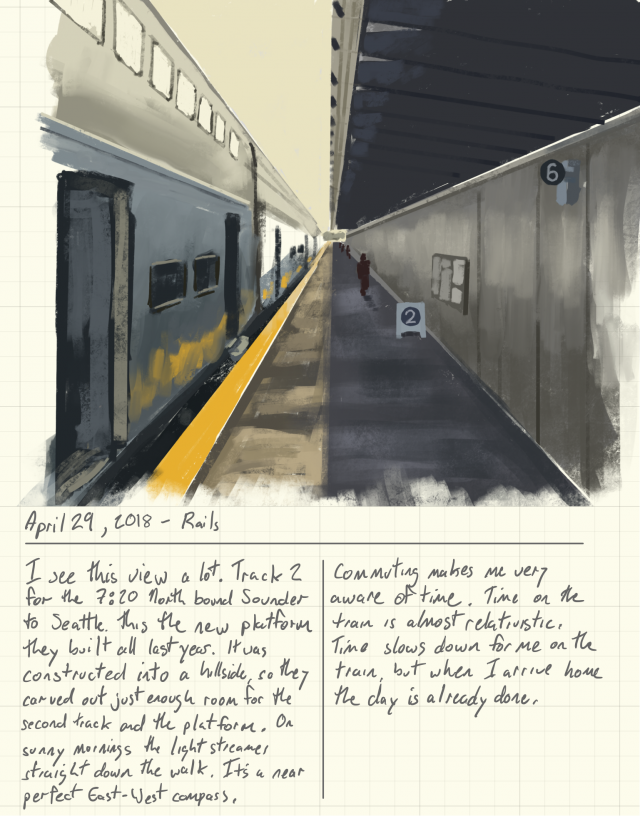 6
2
April 29, 2018 - Rails
I see this view a lot. Track 2
for the 7:20 North bound Sounder
to Seattle. this the new platform
they built all last year. It was
constructed into a hillside, so they
carved out just enough room for the
second track and the platform. On
sunny mornings the light streamer
straight down the walk. It's a near
perfect East-West compass.
Commuting makes me very
aware of time. Time on the
train is almost relativistic.
Time slows down for me on the
train, but when I arrive home
the day is already done.